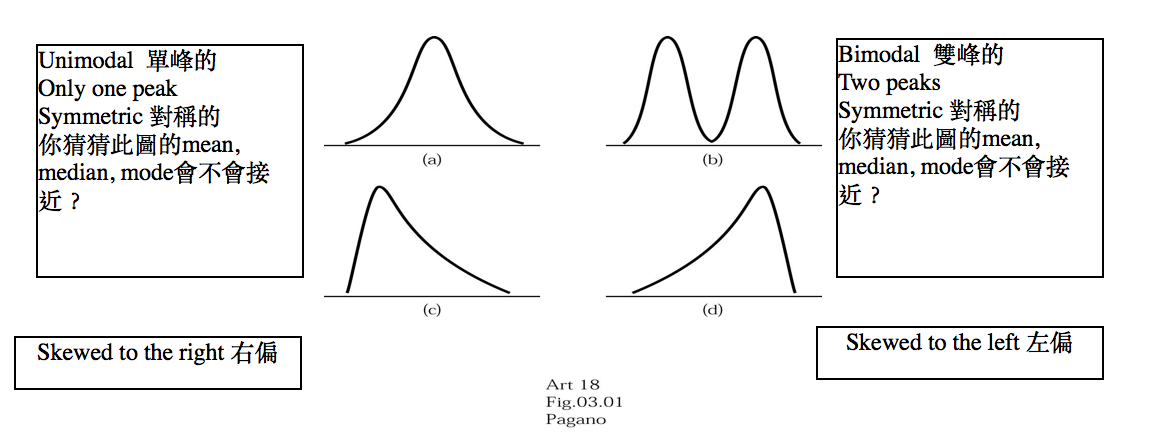 Unimodal 單峰的
Only one peak
Symmetric 對稱的
你猜猜此圖的mean,
median, mode會不會接
近？
(a)
(b)
Bimodal 雙峰的
Two peaks
Symmetric 對稱的
你猜猜此圖的mean,
median, mode會不會接
近？
(c)
(d)
Skewed to the right 右偏
Skewed to the left 左偏
Art 18
Fig.03.01
Pagano